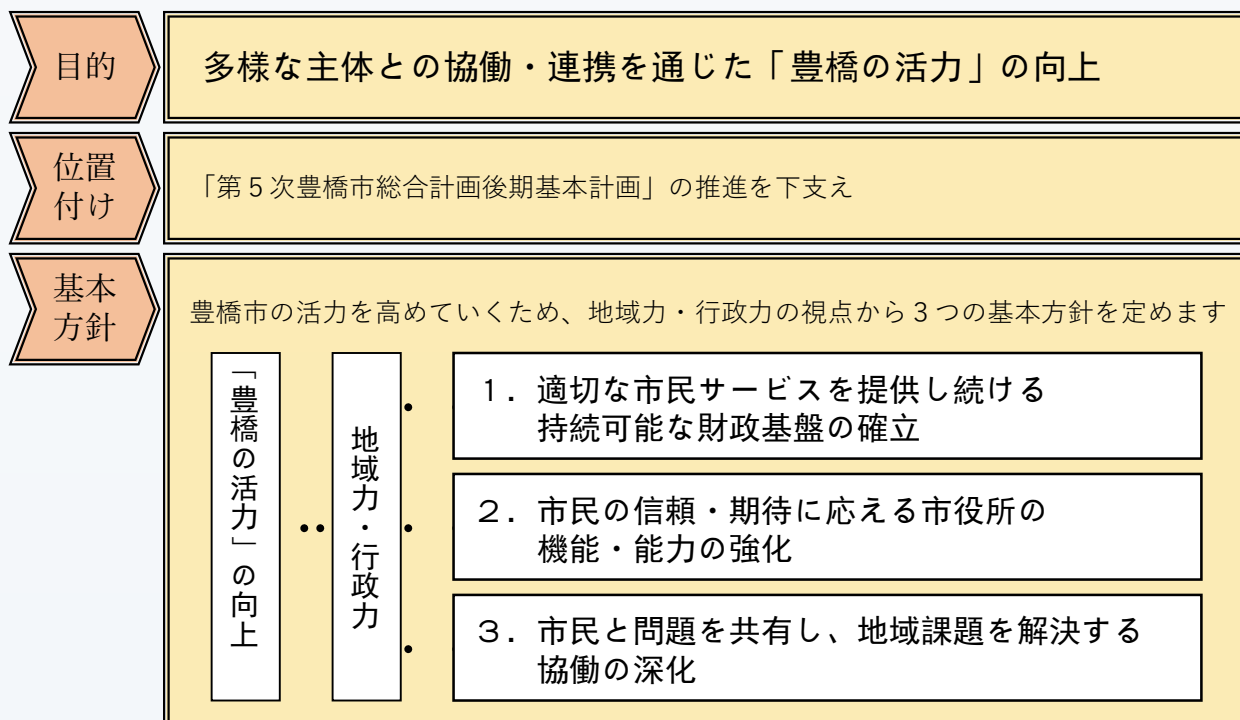 目的
多様な主体との協働・連携を通じた「豊橋の活力」の向上
位置
付け
「第５次豊橋市総合計画後期基本計画」の推進を下支え
基本
方針
豊橋市の活力を高めていくため、地域力・行政力の視点から３つの基本方針を定めます
「豊橋の活力」の向上
地域力・行政力
１．適切な市民サービスを提供し続ける
持続可能な財政基盤の確立
２．市民の信頼・期待に応える市役所の
機能・能力の強化
３．市民と問題を共有し、地域課題を解決する
協働の深化